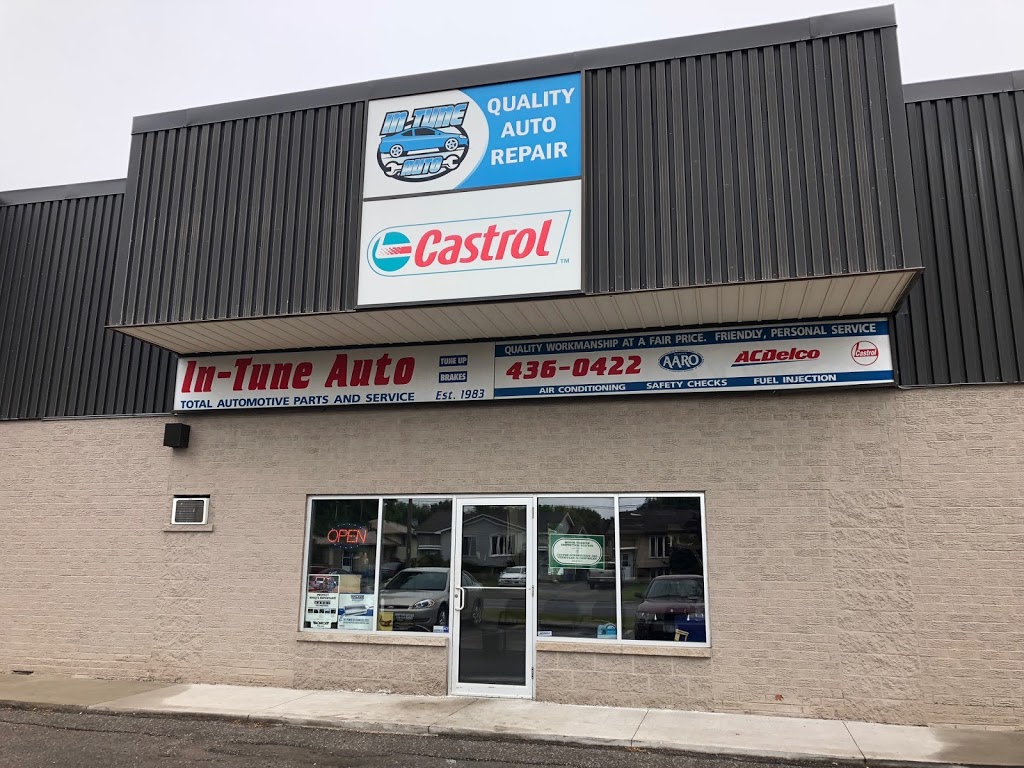 IN-TUNE
AUTO
QUALITY
AUTO
REPAIR
Castrol
TM
In-Tune Auto
TUNE UP
BRAKES
TOTAL AUTOMOTIVE PARTS AND SERVICE
Est. 1983
QUALITY WORKMANSHIP AT A FAIR PRICE. FRIENDLY, PERSONAL SERVICE
436-0422
AARO
ACDelco
Castrol
AIR CONDITIONING SAFETY CHECKS FUEL INJECTION
OPEN